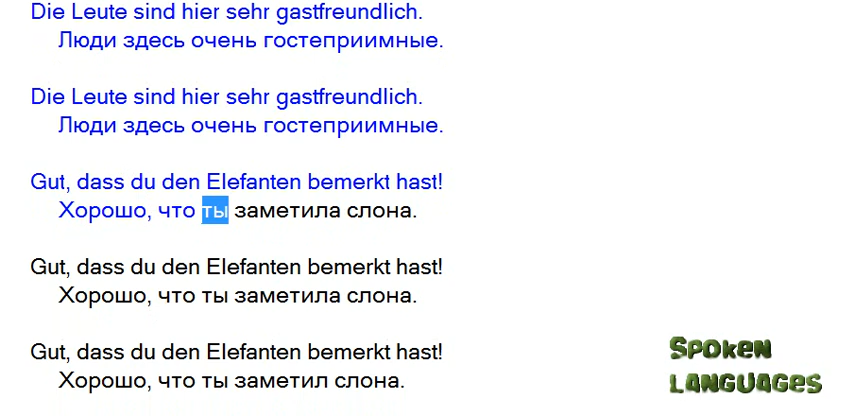 Die Leute sind hier sehr gastfreundlich.
Люди здесь очень гостеприимные.
Die Leute sind hier sehr gastfreundlich.
Люди здесь очень гостеприимные.
Gut, dass du den Elefanten bemerkt hast!
Хорошо, что ты заметила слона.
Gut, dass du den Elefanten bemerkt hast!
Хорошо, что ты заметила слона.
Gut, dass du den Elefanten bemerkt hast!
Хорошо, что ты заметил слона.
Spoken
Languages